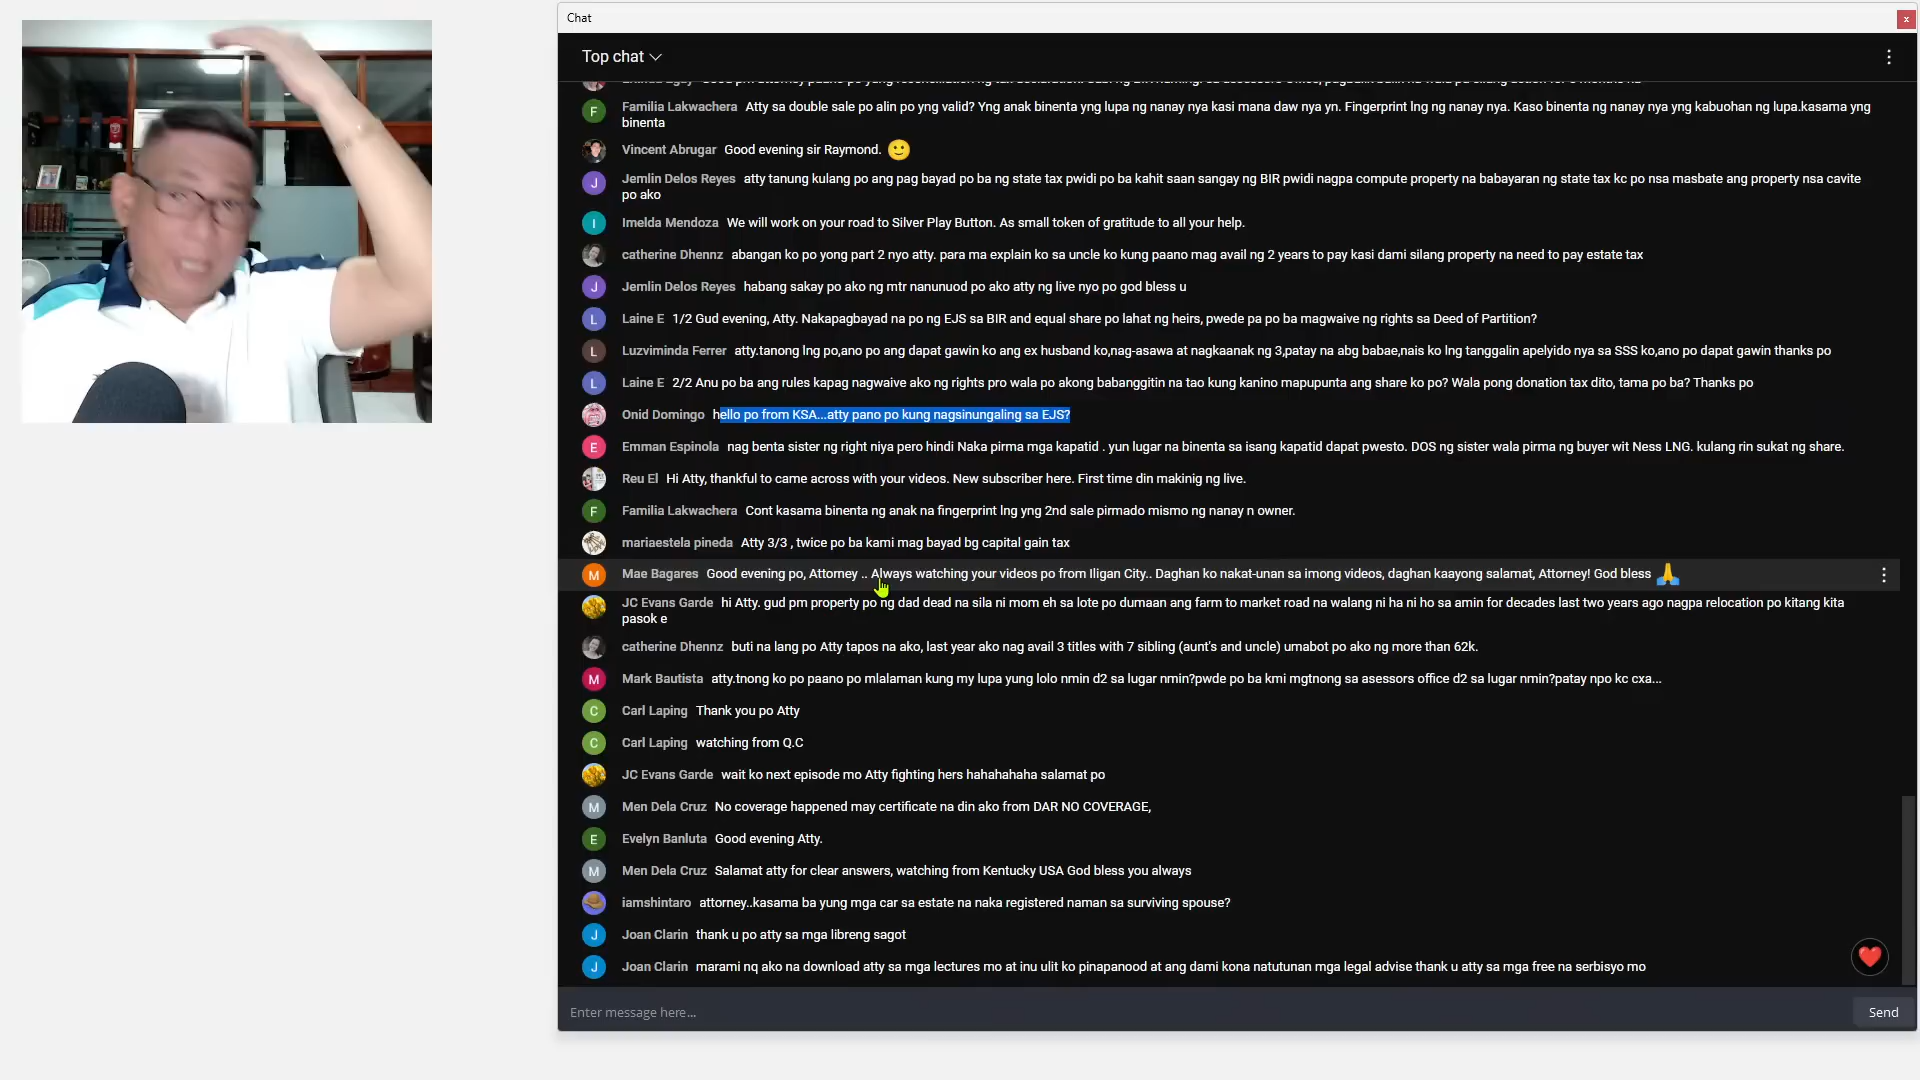 Chat
x
Top chat
Familia Lakwachera Atty sa double sale po alin po yng valid? Yng anak binenta yng lupa ng nanay nya kasi mana daw nya yn. Fingerprint lng ng nanay nya. Kaso binenta ng nanay nya yng kabuohan ng lupa.kasama yng
binenta
Vincent Abrugar Good evening sir Raymond. 🙂
J Jemlin Delos Reyes atty tanung kulang po ang pag bayad po ba ng state tax pwidi po ba kahit saan sangay ng BIR pwidi nagpa compute property na babayaran ng state tax kc po nsa masbate ang property nsa cavite
po ako
I Imelda Mendoza We will work on your road to Silver Play Button. As small token of gratitude to all your help.
catherine Dhennz abangan ko po yong part 2 nyo atty. para ma explain ko sa uncle ko kung paano mag avail ng 2 years to pay kasi dami silang property na need to pay estate tax
J Jemlin Delos Reyes habang sakay po ako ng mtr nanunuod po ako atty ng live nyo po god bless u
L Laine E 1/2 Gud evening, Atty. Nakapagbayad na po ng EJS sa BIR and equal share po lahat ng heirs, pwede pa po ba magwaive ng rights sa Deed of Partition?
L Luzviminda Ferrer atty.tanong lng po,ano po ang dapat gawin ko ang ex husband ko,nag-asawa at nagkaanak ng 3,patay na abg babae,nais ko lng tanggalin apelyido nya sa SSS ko,ano po dapat gawin thanks po
L Laine E 2/2 Anu po ba ang rules kapag nagwaive ako ng rights pro wala po akong babanggitin na tao kung kanino mapupunta ang share ko po? Wala pong donation tax dito, tama po ba? Thanks po
Onid Domingo hello po from KSA...atty pano po kung nagsinungaling sa EJS?
E Emman Espinola nag benta sister ng right niya pero hindi Naka pirma mga kapatid . yun lugar na binenta sa isang kapatid dapat pwesto. DOS ng sister wala pirma ng buyer wit Ness LNG. kulang rin sukat ng share.
Reu El Hi Atty, thankful to came across with your videos. New subscriber here. First time din makinig ng live.
F Familia Lakwachera Cont kasama binenta ng anak na fingerprint lng yng 2nd sale pirmado mismo ng nanay n owner.
mariaestela pineda Atty 3/3 , twice po ba kami mag bayad bg capital gain tax
M Mae Bagares Good evening po, Attorney .. Always watching your videos po from Iligan City.. Daghan ko nakat-unan sa imong videos, daghan kaayong salamat, Attorney! God bless 🙏
JC Evans Garde hi Atty. gud pm property po ng dad dead na sila ni mom eh sa lote po dumaan ang farm to market road na walang ni ha ni ho sa amin for decades last two years ago nagpa relocation po kitang kita
pasok e
catherine Dhennz buti na lang po Atty tapos na ako, last year ako nag avail 3 titles with 7 sibling (aunt's and uncle) umabot po ako ng more than 62k.
M Mark Bautista atty.tnong ko po paano po mlalaman kung my lupa yung lolo nmin d2 sa lugar nmin?pwde po ba kmi mgtnong sa asessors office d2 sa lugar nmin?patay npo kc cxa...
C Carl Laping Thank you po Atty
C Carl Laping watching from Q.C
JC Evans Garde wait ko next episode mo Atty fighting hers hahahahaha salamat po
M Men Dela Cruz No coverage happened may certificate na din ako from DAR NO COVERAGE,
E Evelyn Banluta Good evening Atty.
M Men Dela Cruz Salamat atty for clear answers, watching from Kentucky USA God bless you always
iamshintaro attorney..kasama ba yung mga car sa estate na naka registered naman sa surviving spouse?
J Joan Clarin thank u po atty sa mga libreng sagot
J Joan Clarin marami nq ako na download atty sa mga lectures mo at inu ulit ko pinapanood at ang dami kona natutunan mga legal advise thank u atty sa mga free na serbisyo mo
Enter message here...
Send